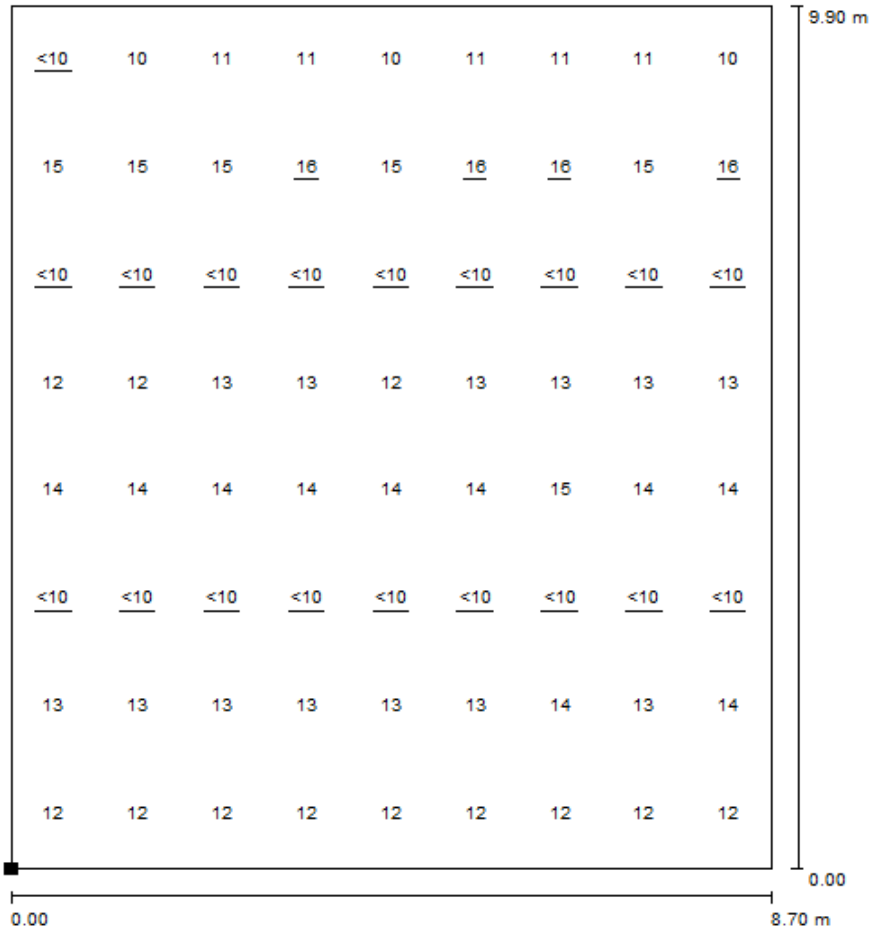 9.90 m
<10 10 11 11 10 11 11 11 10
15 15 15 16 15 16 16 15 16
<10 <10 <10 <10 <10 <10 <10 <10 <10
12 12 13 13 12 13 13 13 13
14 14 14 14 14 14 15 14 14
<10 <10 <10 <10 <10 <10 <10 <10 <10
13 13 13 13 13 13 14 13 14
12 12 12 12 12 12 12 12 12
0.00
0.00 8.70 m